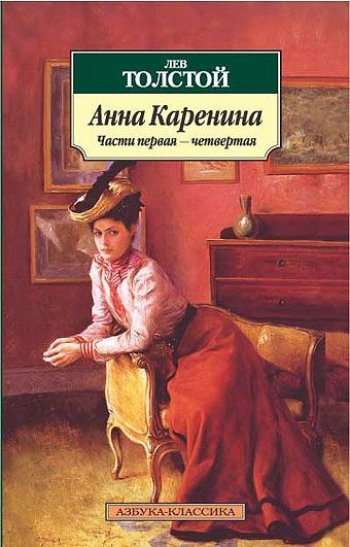 ЛЕВ
ТОЛСТОЙ
Анна Каренина
Части первая – четвертая
АЗБУКА-КЛАССИКА